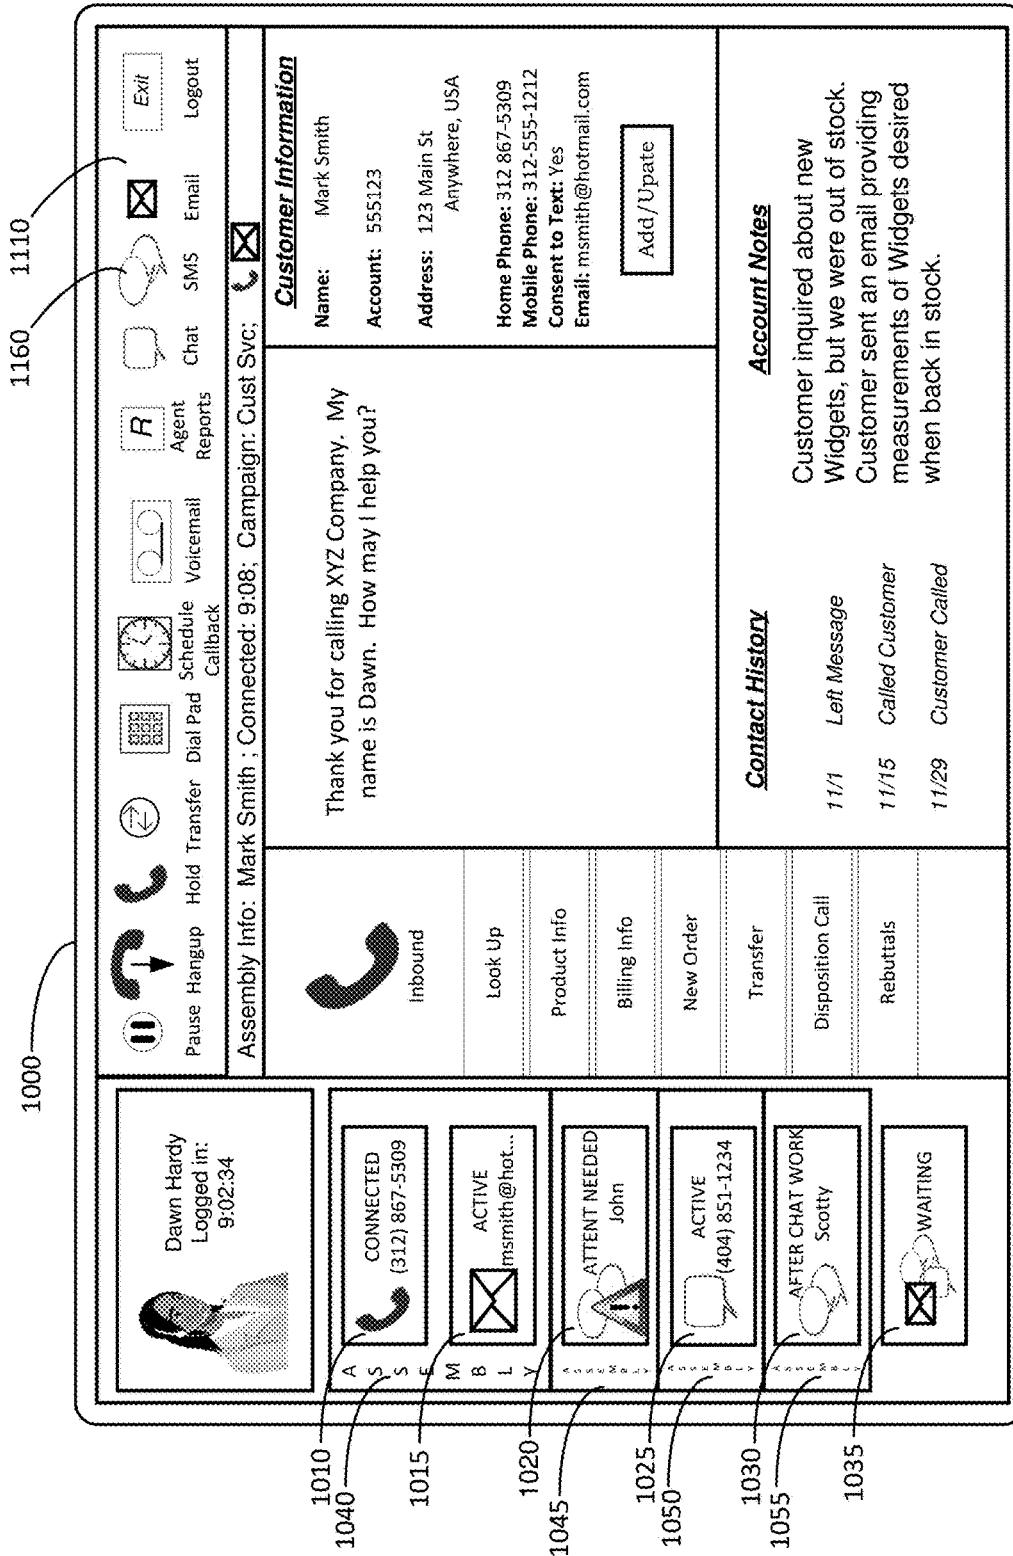 1000
1160
1110
Dawn Hardy
Logged in:
9:02:34
Pause Hangup Hold Transfer Dial Pad Schedule Callback Voicemail Agent Reports Chat SMS Email Logout
R
Exit
Assembly Info: Mark Smith ; Connected: 9:08; Campaign: Cust Svc;
1010
1040
1015
1020
1045
1025
1050
1030
1055
1035
ASSEMBLY
CONNECTED
(312) 867-5309
ACTIVE
msmith@hot...
ASSEMBLY
ATTENT NEEDED
John
ASSEMBLY
ACTIVE
(404) 851-1234
ASSEMBLY
AFTER CHAT WORK
Scotty
WAITING
Inbound
Look Up
Product Info
Billing Info
New Order
Transfer
Disposition Call
Rebuttals
Thank you for calling XYZ Company. My
name is Dawn. How may I help you?
Customer Information
Name: Mark Smith
Account: 555123
Address: 123 Main St
Anywhere, USA
Home Phone: 312 867-5309
Mobile Phone: 312-555-1212
Consent to Text: Yes
Email: msmith@hotmail.com
Add/Upate
Contact History
11/1 Left Message
11/15 Called Customer
11/29 Customer Called
Account Notes
Customer inquired about new
Widgets, but we were out of stock.
Customer sent an email providing
measurements of Widgets desired
when back in stock.